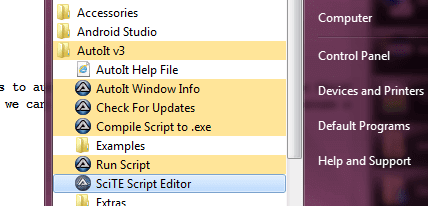 Accessories
Android Studio
AutoIt v3
AutoIt Help File
AutoIt Window Info
Check For Updates
Compile Script to .exe
Examples
Run Script
SciTE Script Editor
Extras
Computer
Control Panel
Devices and Printers
Default Programs
Help and Support
s to au
we car